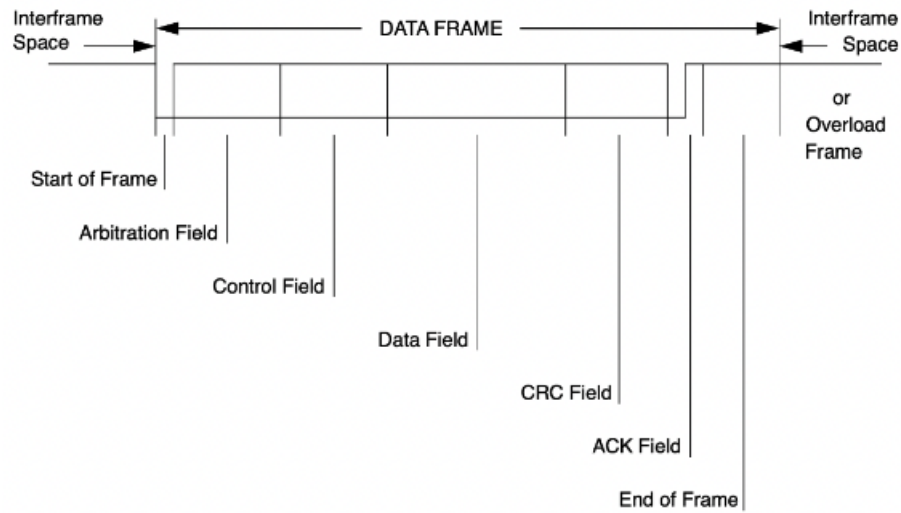 Interframe
Space
DATA FRAME
Interframe
Space
or
Overload
Frame
Start of Frame
Arbitration Field
Control Field
Data Field
CRC Field
ACK Field
End of Frame